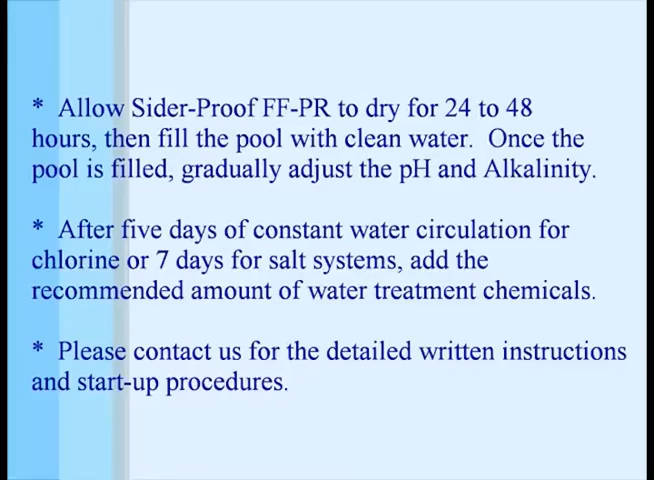 * Allow Sider-Proof FF-PR to dry for 24 to 48
hours, then fill the pool with clean water. Once the
pool is filled, gradually adjust the pH and Alkalinity.
* After five days of constant water circulation for
chlorine or 7 days for salt systems, add the
recommended amount of water treatment chemicals.
* Please contact us for the detailed written instructions
and start-up procedures.